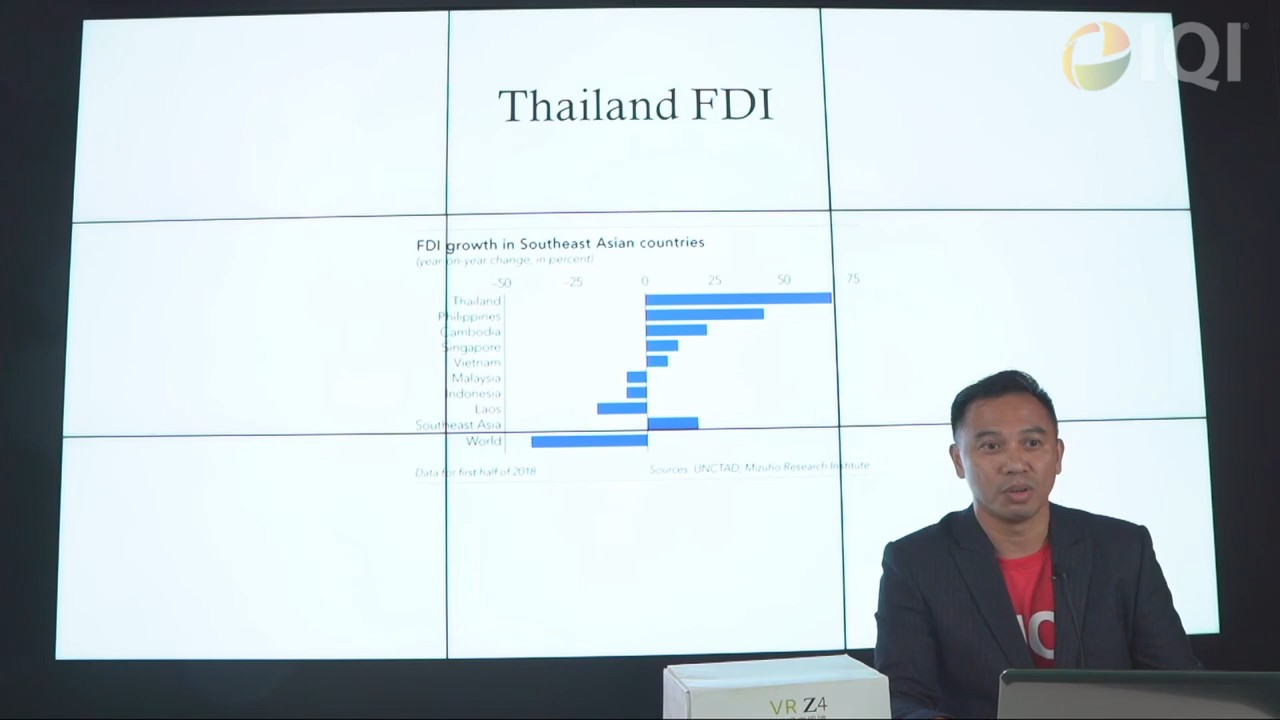 IQI®
Thailand FDI
FDI growth in Southeast Asian countries
(year-on-year change, in percent)
-50 -25 0 25 50 75
Thailand
Philippines
Cambodia
Singapore
Vietnam
Malaysia
Indonesia
Laos
Southeast Asia
World
Data for first half of 2018
Sources: UNCTAD; Mizuho Research Institute
VR Z4